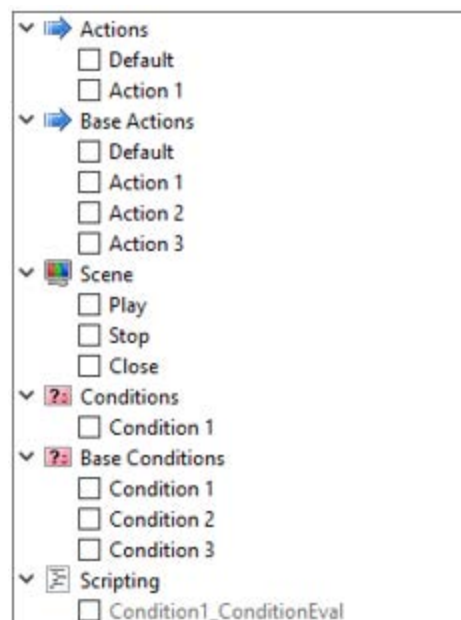 Actions
Default
Action 1
Base Actions
Default
Action 1
Action 2
Action 3
Scene
Play
Stop
Close
?: Conditions
Condition 1
?: Base Conditions
Condition 1
Condition 2
Condition 3
Scripting
Condition1_ConditionEval